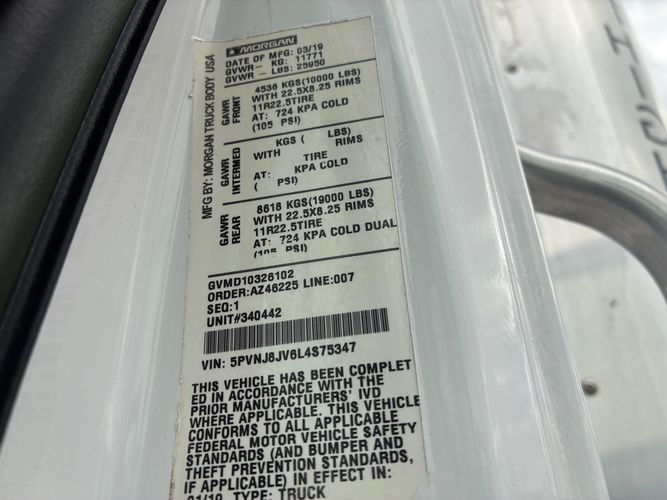 MORGAN
DATE OF MFG: 03/19
GVWR- KG: 11771
GVWR- LBS: 25950
MFG BY: MORGAN TRUCK BODY USA
GAWR
FRONT
4536 KGS(10000 LBS)
WITH 22.5X8.25 RIMS
11R22.5TIRE
AT: 724 KPA COLD
(105 PSI)
GAWR
INTERMED
KGS ( LBS)
WITH RIMS
TIRE
AT: KPA COLD
( PSI)
GAWR
REAR
8618 KGS(19000 LBS)
WITH 22.5X8.25 RIMS
11R22.5TIRE
AT: 724 KPA COLD DUAL
(105 PSI)
GVMD10326102
ORDER:AZ46225 LINE:007
SEQ:1
UNIT#340442
VIN: 5PVNJ8JV6L4S75347
THIS VEHICLE HAS BEEN COMPLET
ED IN ACCORDANCE WITH THE
PRIOR MANUFACTURERS' IVD
WHERE APPLICABLE. THIS VEHICLE
CONFORMS TO ALL APPLICABLE
FEDERAL MOTOR VEHICLE SAFETY
STANDARDS (AND BUMPER AND
THEFT PREVENTION STANDARDS,
IF APPLICABLE) IN EFFECT IN:
01/19 TYPE: TRUCK